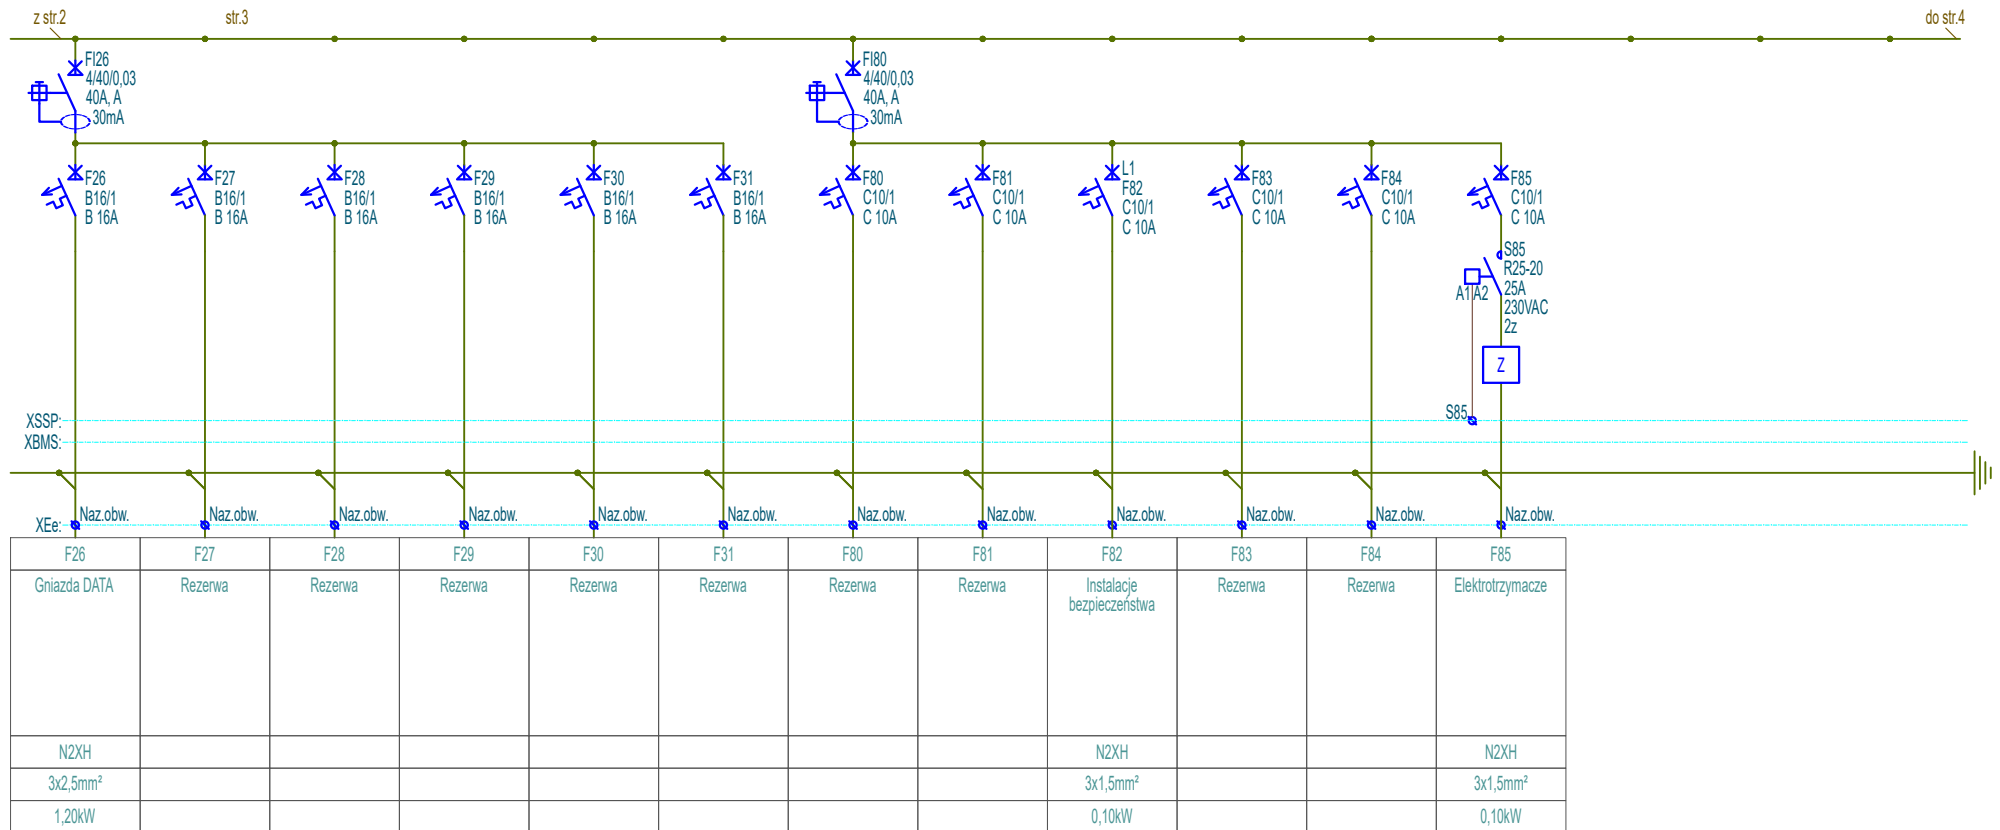 z str.2
str.3
do str.4
FI26
4/40/0,03
40A, A
30mA
FI80
4/40/0,03
40A, A
30mA
F26
B16/1
B 16A
F27
B16/1
B 16A
F28
B16/1
B 16A
F29
B16/1
B 16A
F30
B16/1
B 16A
F31
B16/1
B 16A
F80
C10/1
C 10A
F81
C10/1
C 10A
L1
F82
C10/1
C 10A
F83
C10/1
C 10A
F84
C10/1
C 10A
F85
C10/1
C 10A
S85
R25-20
25A
230VAC
2z
A1 A2
Z
S85
XSSP:
XBMS:
XEe:
Naz.obw. Naz.obw. Naz.obw. Naz.obw. Naz.obw. Naz.obw. Naz.obw. Naz.obw. Naz.obw. Naz.obw. Naz.obw. Naz.obw.
F26 F27 F28 F29 F30 F31 F80 F81 F82 F83 F84 F85
Gniazda DATA Rezerwa Rezerwa Rezerwa Rezerwa Rezerwa Rezerwa Rezerwa Instalacje Rezerwa Rezerwa Elektrotrzymacze
bezpieczeństwa
N2XH N2XH N2XH
3x2,5mm² 3x1,5mm² 3x1,5mm²
1,20kW 0,10kW 0,10kW